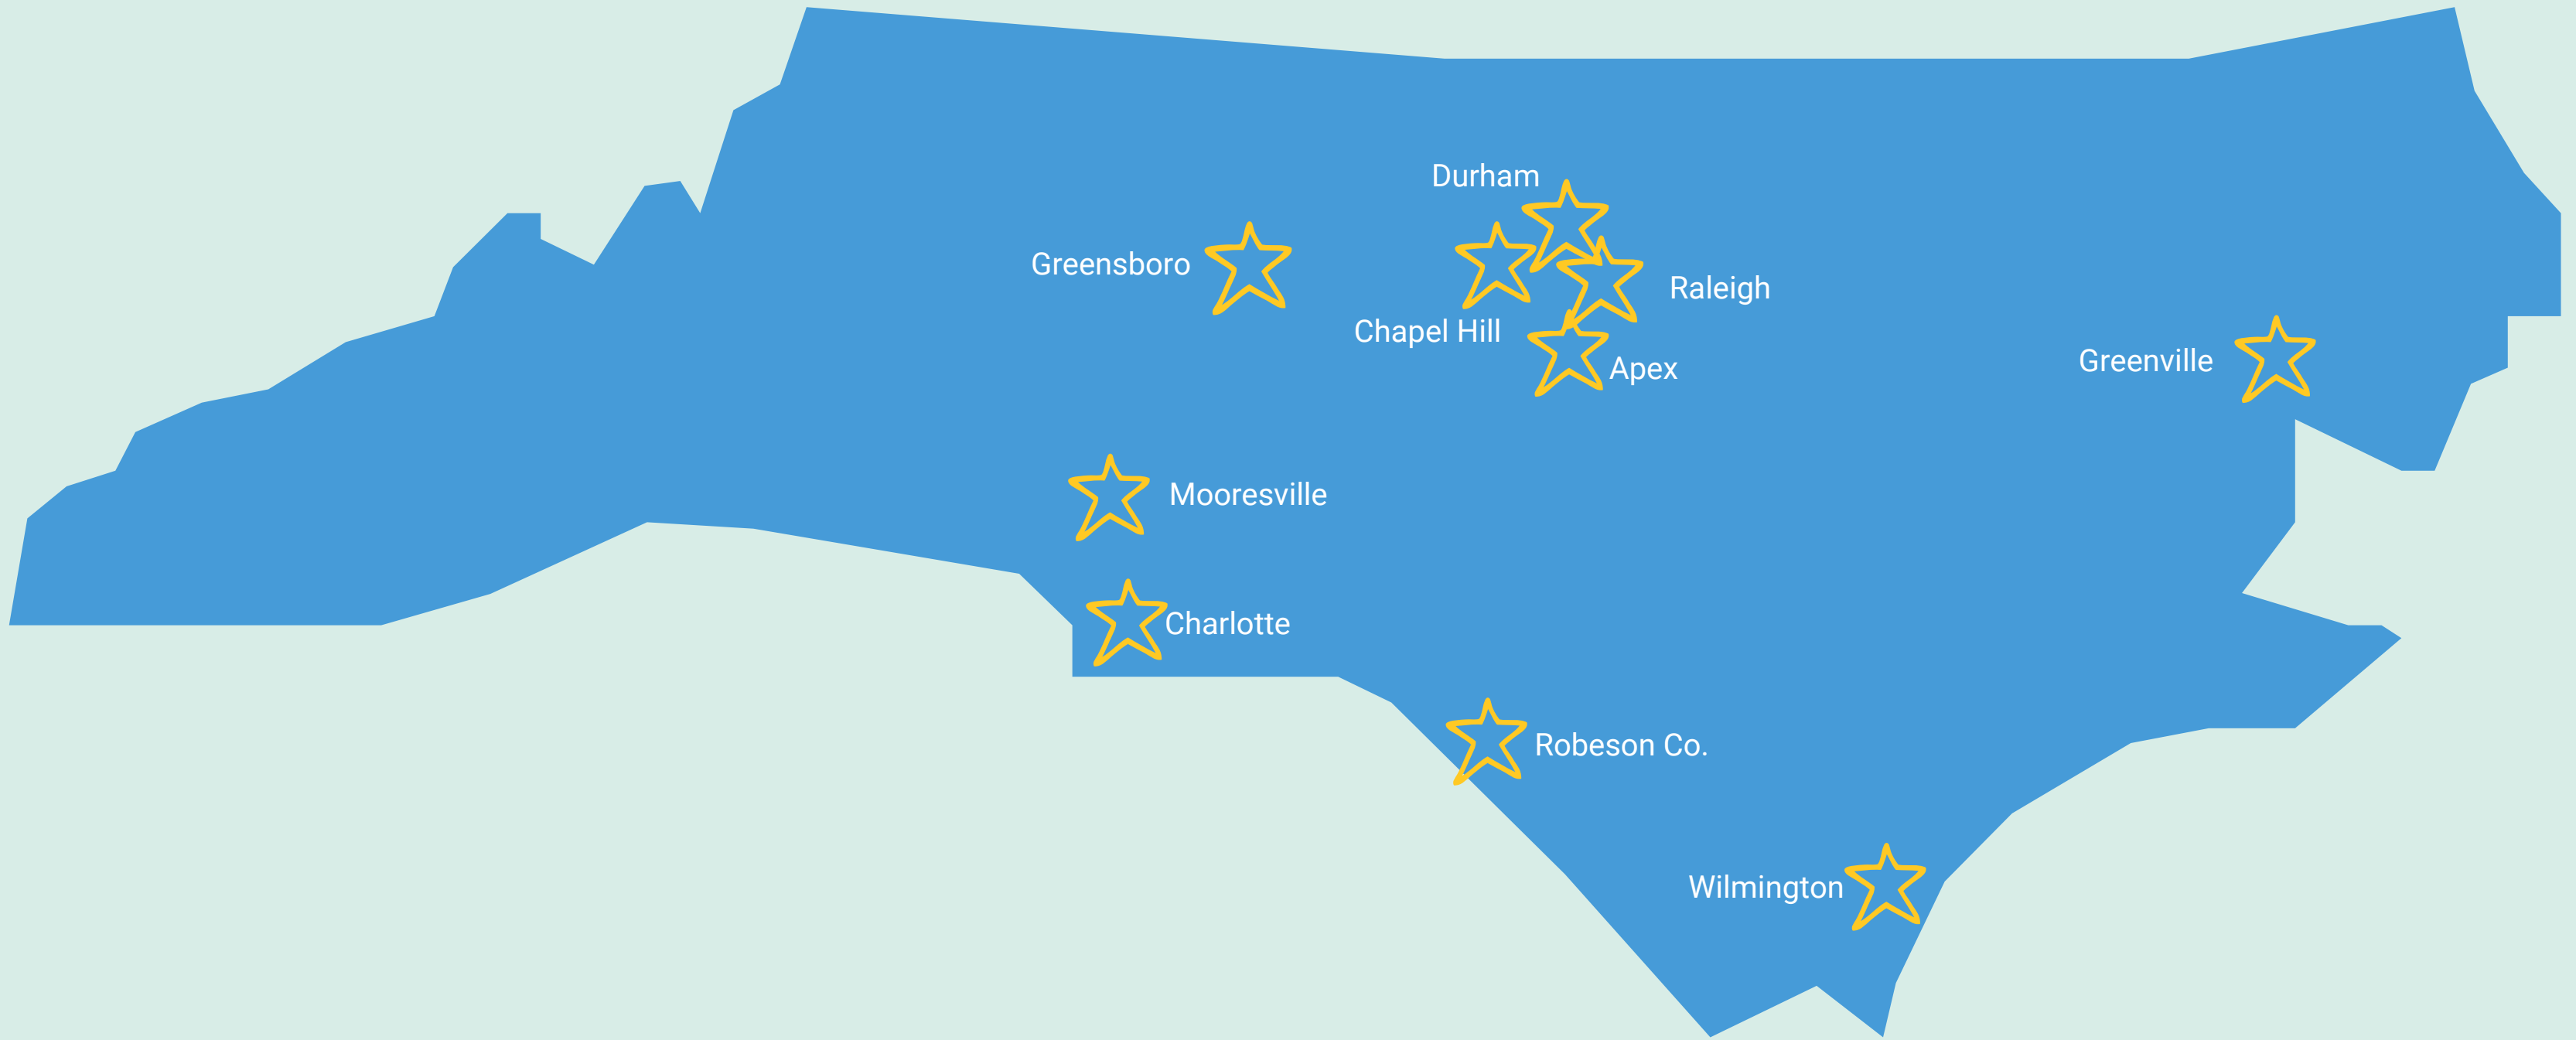 Durham
Greensboro
Raleigh
Chapel Hill
Apex
Greenville
Mooresville
Charlotte
Robeson Co.
Wilmington